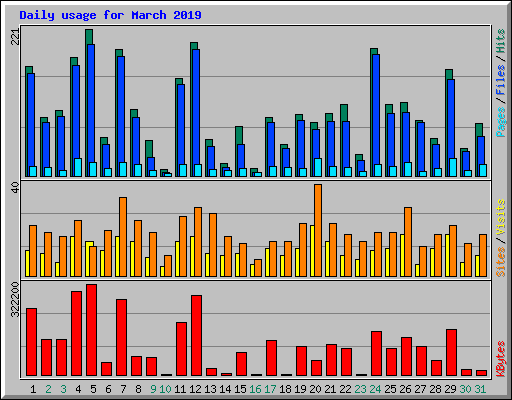 Daily usage for March 2019
221
Pages / Files / Hits
40
Sites / Visits
322200
KBytes
1 2 3 4 5 6 7 8 9 10 11 12 13 14 15 16 17 18 19 20 21 22 23 24 25 26 27 28 29 30 31